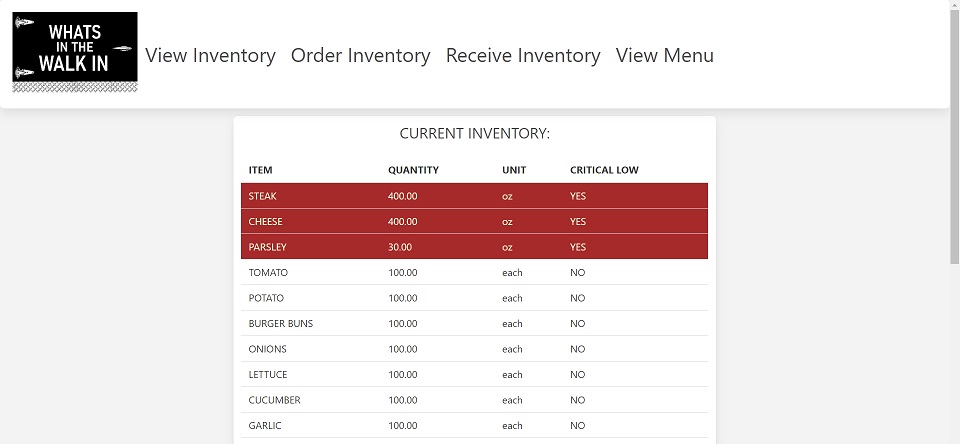 WHATS
IN THE
WALK IN
View Inventory Order Inventory Receive Inventory View Menu
CURRENT INVENTORY:
ITEM QUANTITY UNIT CRITICAL LOW
STEAK 400.00 oz YES
CHEESE 400.00 oz YES
PARSLEY 30.00 oz YES
TOMATO 100.00 each NO
POTATO 100.00 each NO
BURGER BUNS 100.00 each NO
ONIONS 100.00 each NO
LETTUCE 100.00 each NO
CUCUMBER 100.00 each NO
GARLIC 100.00 each NO